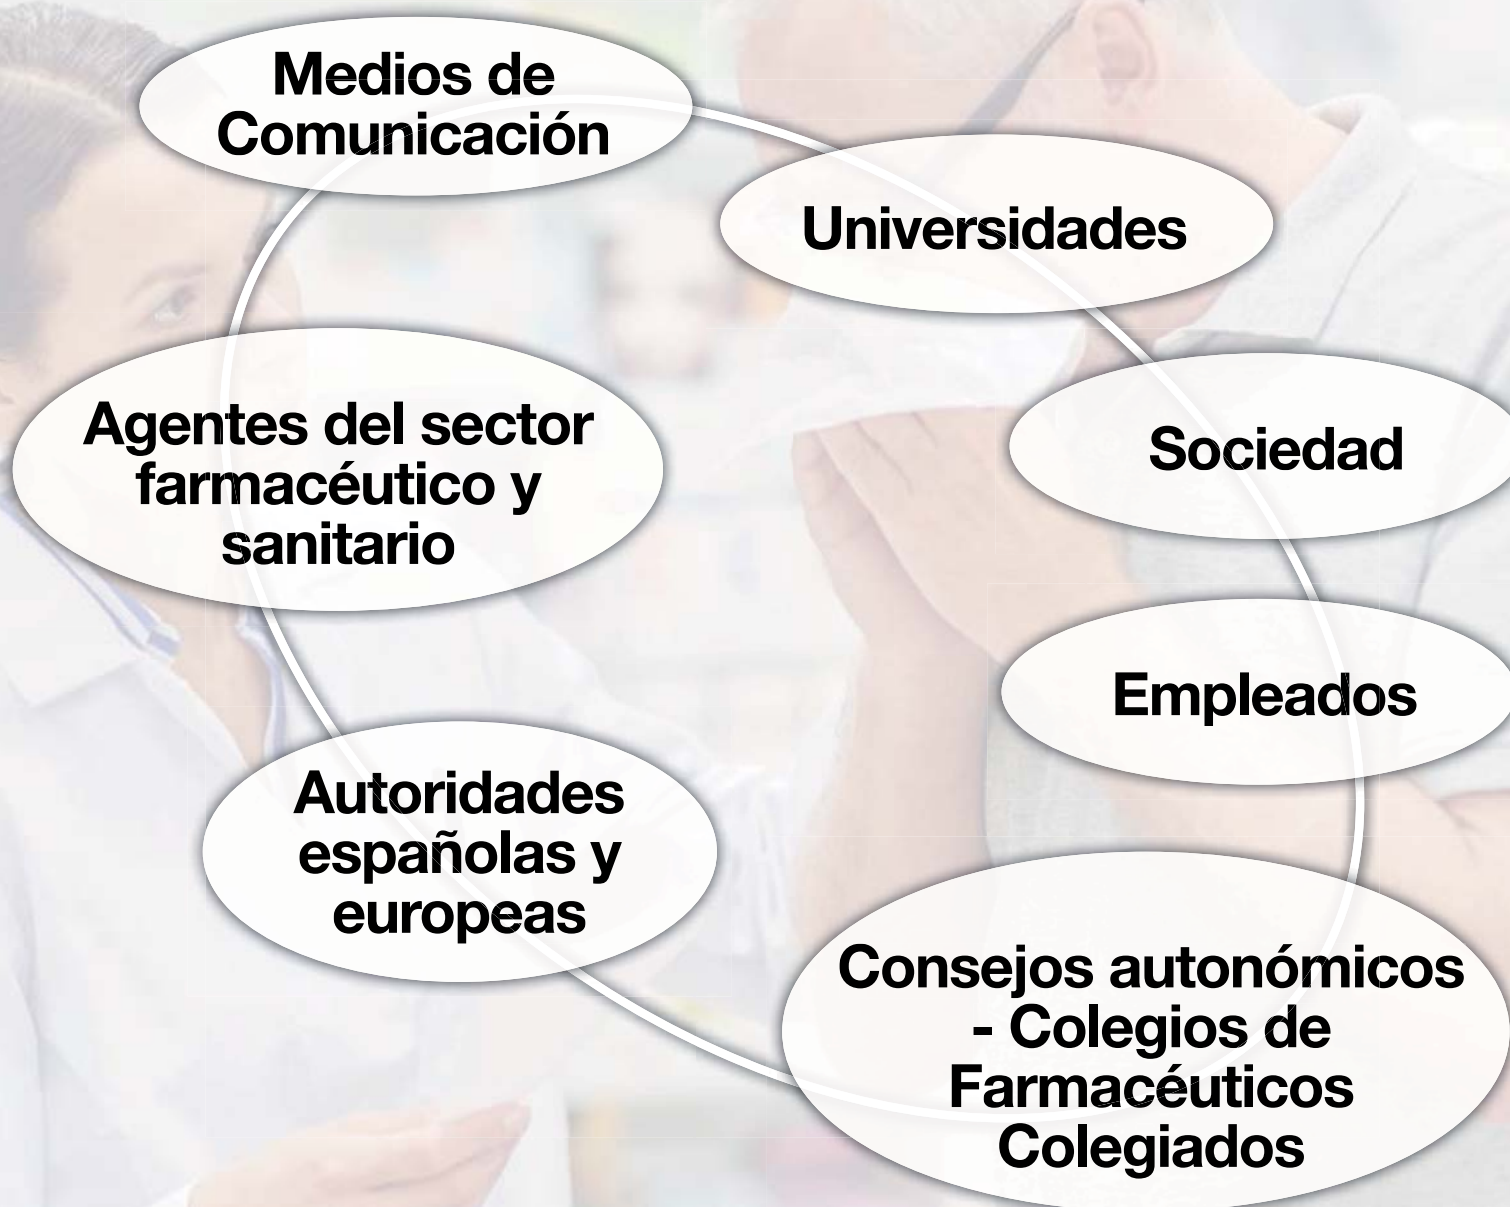 Medios de
Comunicación
Universidades
Agentes del sector
farmacéutico y
sanitario
Sociedad
Empleados
Autoridades
españolas y
europeas
Consejos autonómicos
- Colegios de
Farmacéuticos
Colegiados